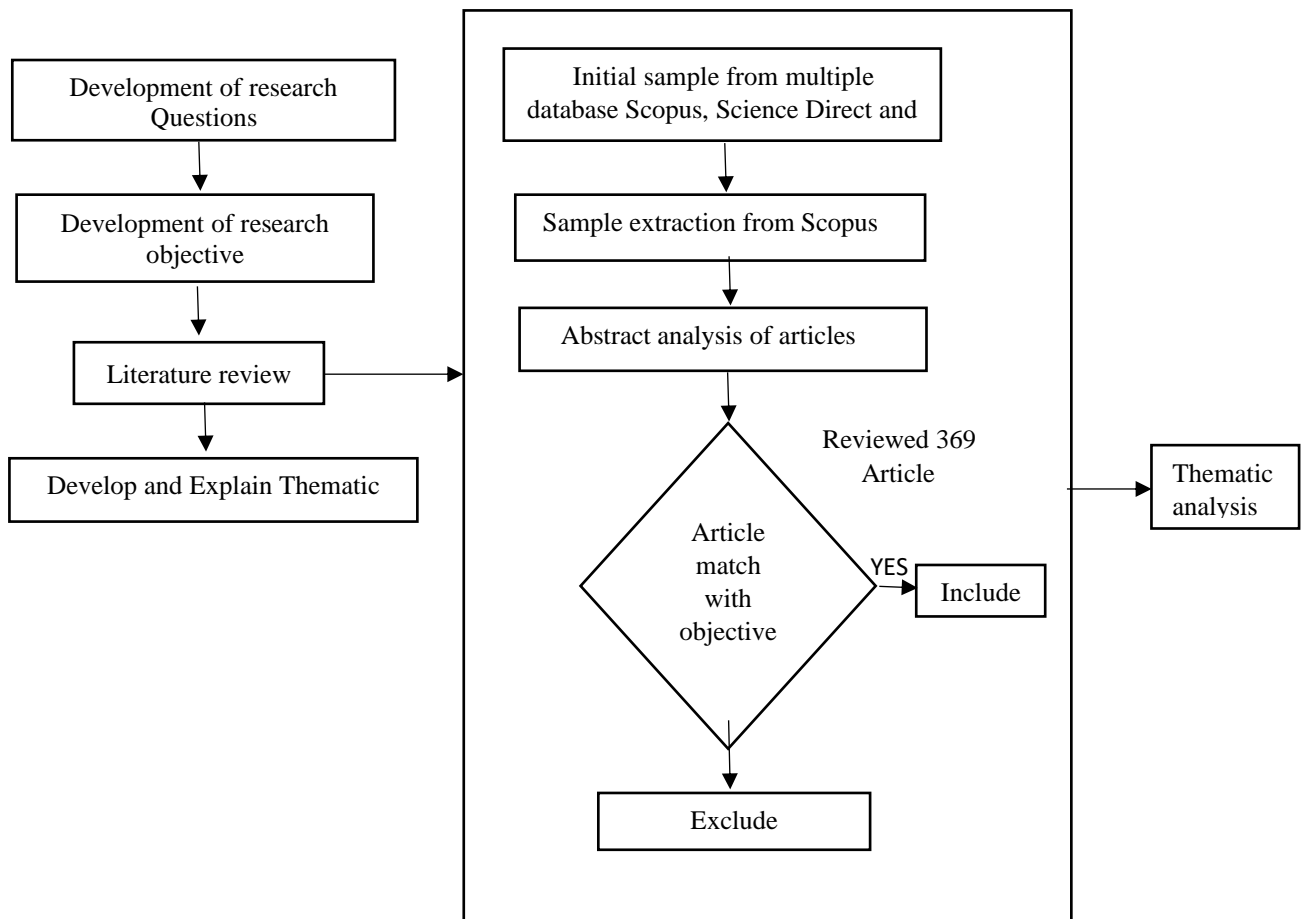 Development of research
Questions
Development of research
objective
Literature review
Develop and Explain Thematic
Initial sample from multiple
database Scopus, Science Direct and
Sample extraction from Scopus
Abstract analysis of articles
Reviewed 369
Article
Article
match
with
objective
YES
Include
Exclude
Thematic
analysis